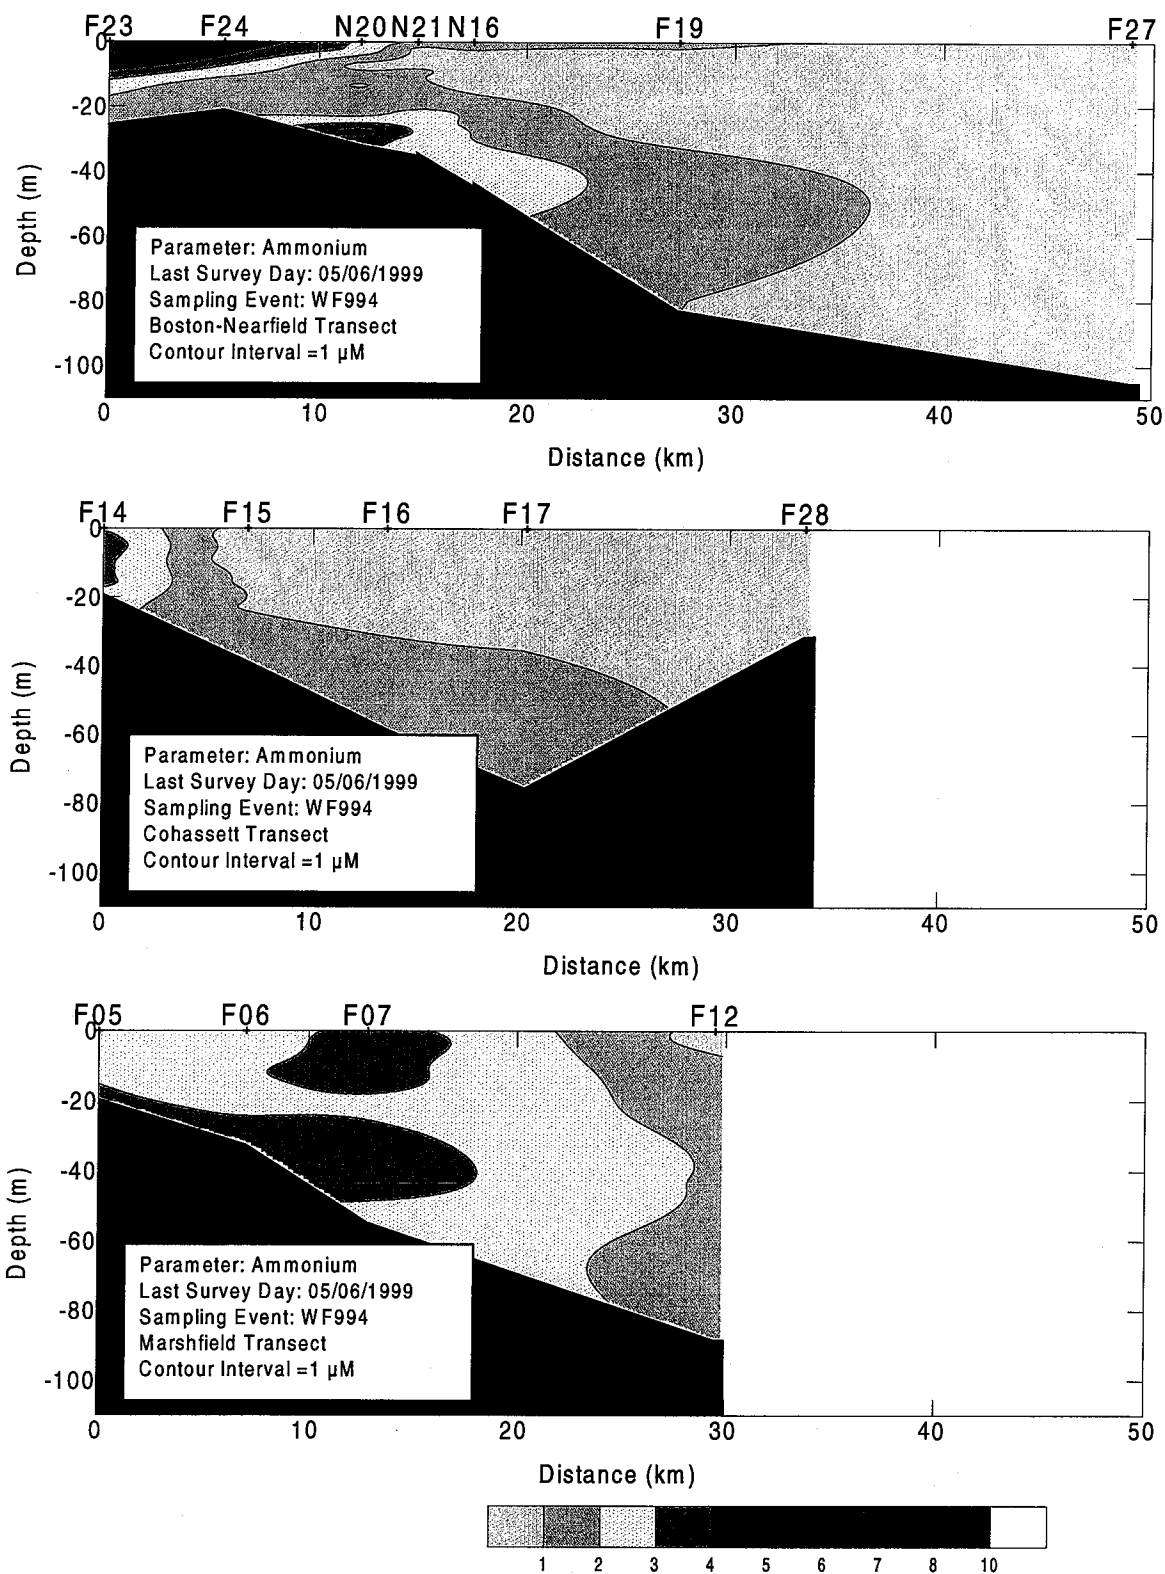 F23 F24 N20 N21 N16 F19 F27
0
-20
-40
-60
-80
-100
Depth (m)
Parameter: Ammonium
Last Survey Day: 05/06/1999
Sampling Event: WF994
Boston-Nearfield Transect
Contour Interval =1 µM
0 10 20 30 40 50
Distance (km)
F14 F15 F16 F17 F28
0
-20
-40
-60
-80
-100
Depth (m)
Parameter: Ammonium
Last Survey Day: 05/06/1999
Sampling Event: WF994
Cohassett Transect
Contour Interval =1 µM
0 10 20 30 40 50
Distance (km)
F05 F06 F07 F12
0
-20
-40
-60
-80
-100
Depth (m)
Parameter: Ammonium
Last Survey Day: 05/06/1999
Sampling Event: WF994
Marshfield Transect
Contour Interval =1 µM
0 10 20 30 40 50
Distance (km)
1 2 3 4 5 6 7 8 10